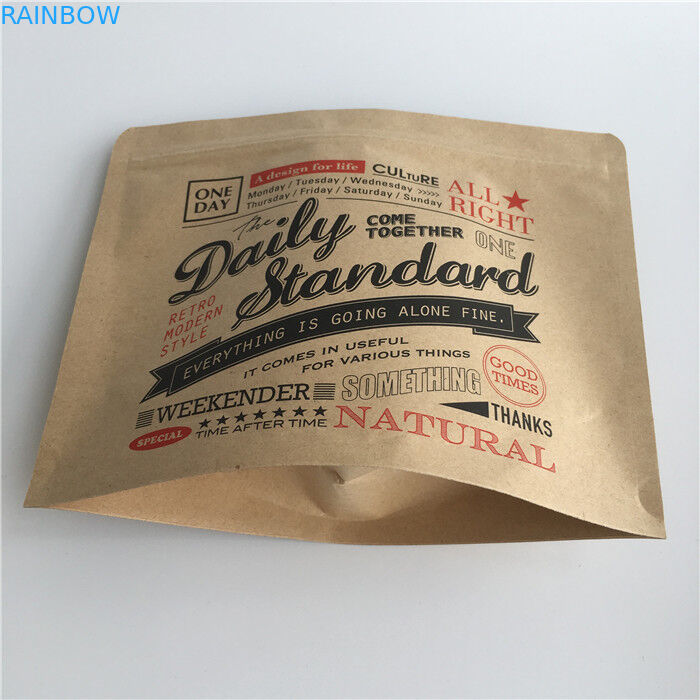 RAINBOW
ONE
DAY
A design for life
CULTURE
Monday / Tuesday / Wednesday >>>>>
Thursday / Friday / Saturday / Sunday
ALL★
RIGHT
The
Daily
COME
TOGETHER
ONE
Standard
RETRO
MODERN
STYLE
EVERYTHING IS GOING ALONE FINE.
IT COMES IN USEFUL
FOR VARIOUS THINGS
GOOD
TIMES
WEEKENDER
SOMETHING
THANKS
SPECIAL
★★★★★★★
TIME AFTER TIME
NATURAL